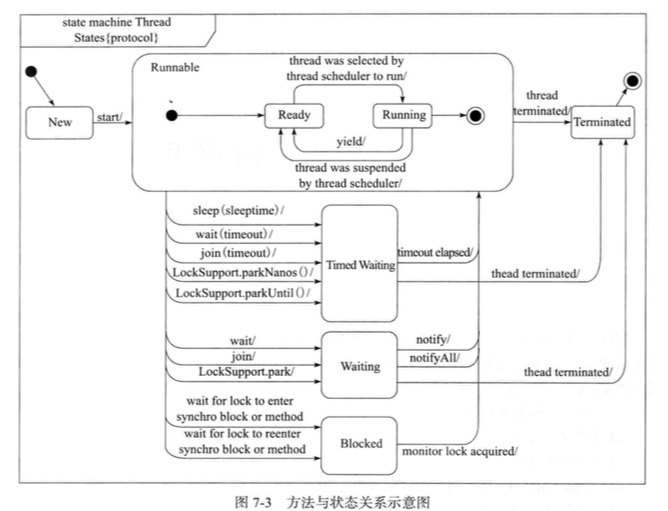 state machine Thread
States{protocol}
Runnable
thread was selected by
thread scheduler to run/
New
start/
Ready
Running
yield/
thread was suspended
by thread scheduler/
thread
terminated/
Terminated
sleep(sleeptime)/
wait(timeout)/
join(timeout)/
LockSupport.parkNanos()/
LockSupport.parkUntil()/
Timed Waiting
timeout elapsed/
thead terminated/
wait/
join/
LockSupport.park/
Waiting
notify/
notifyAll/
thead terminated/
wait for lock to enter
synchro block or method
wait for lock to reenter
synchro block or method
Blocked
monitor lock acquired/
图 7-3 方法与状态关系示意图